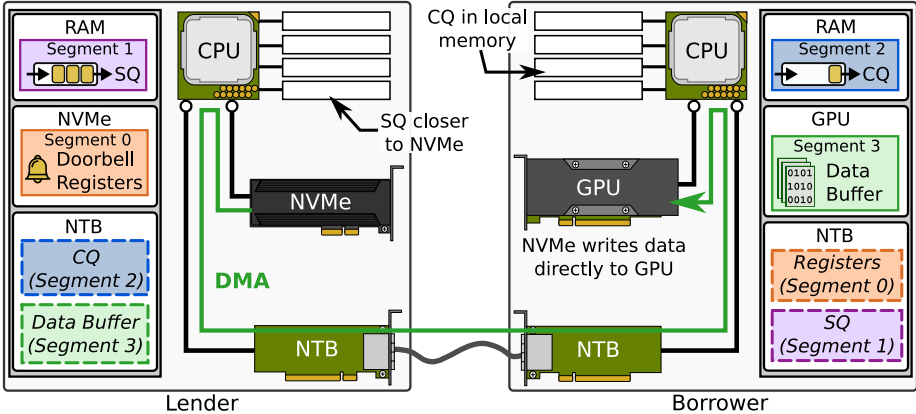 RAM
Segment 1
SQ
NVMe
Segment 0
Doorbell
Registers
NTB
CQ
(Segment 2)
Data Buffer
(Segment 3)
CPU
SQ closer
to NVMe
NVMe
DMA
NTB
Lender
CQ in local
memory
CPU
GPU
NVMe writes data
directly to GPU
NTB
Borrower
RAM
Segment 2
CQ
GPU
Segment 3
0101
1010
0010
Data
Buffer
NTB
Registers
(Segment 0)
SQ
(Segment 1)